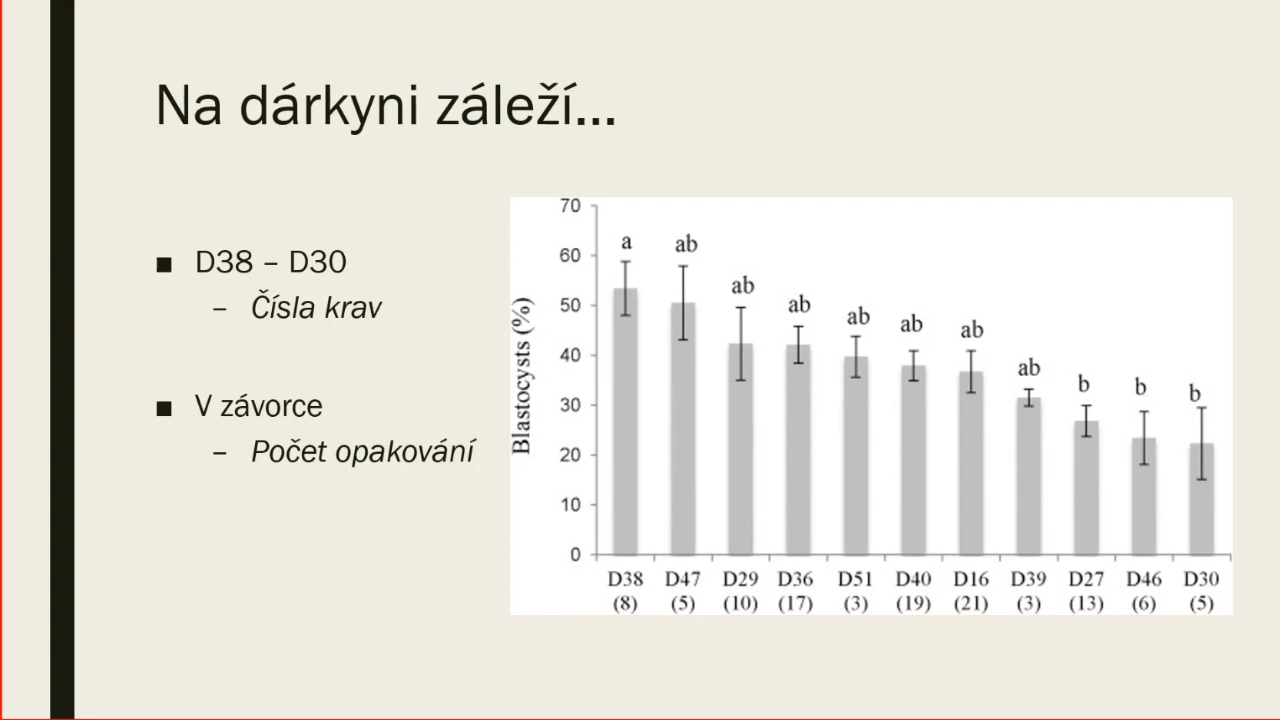 Na dárkyni záleží...
■ D38 – D30
– Čísla krav
■ V závorce
– Počet opakování
Blastocysts (%)
70
60
50
40
30
20
10
0
a ab ab ab ab ab ab ab b b b
D38 D47 D29 D36 D51 D40 D16 D39 D27 D46 D30
(8) (5) (10) (17) (3) (19) (21) (3) (13) (6) (5)